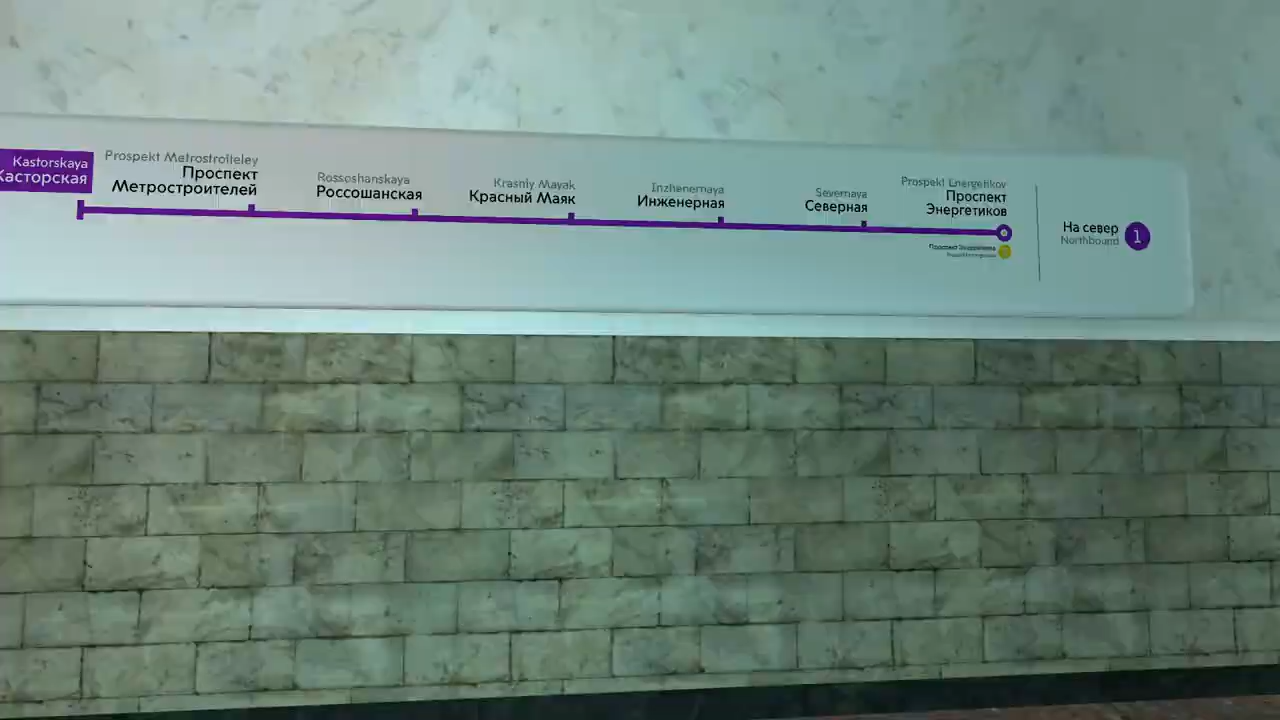 Kastorskaya
Касторская
Prospekt Metrostroiteley
Проспект
Метростроителей
Rossoshanskaya
Россошанская
Krasniy Mayak
Красный Маяк
Inzhenernaya
Инженерная
Severnaya
Северная
Prospekt Energetikov
Проспект
Энергетиков
Проспект
На север
Northbound
1